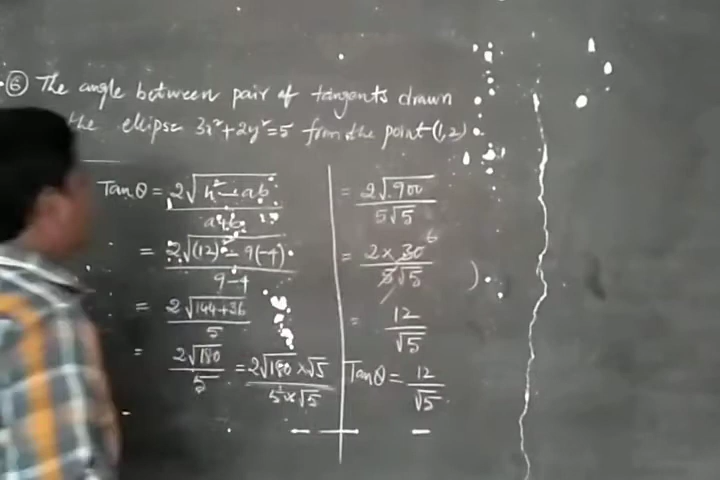 ⑥ The angle between pair of tangents drawn
the ellipse 3x²+2y²=5 from the point (1,2)
Tanθ = 2√(h²-ab) / a+b
= 2√((12)²-9(-4)) / 9-4
= 2√(144+36) / 5
= 2√180 / 5 = 2√180 × √5 / 5 × √5
= 2√900 / 5√5
= 2×30 6 / 5√5 )
= 12 / √5
Tanθ = 12 / √5